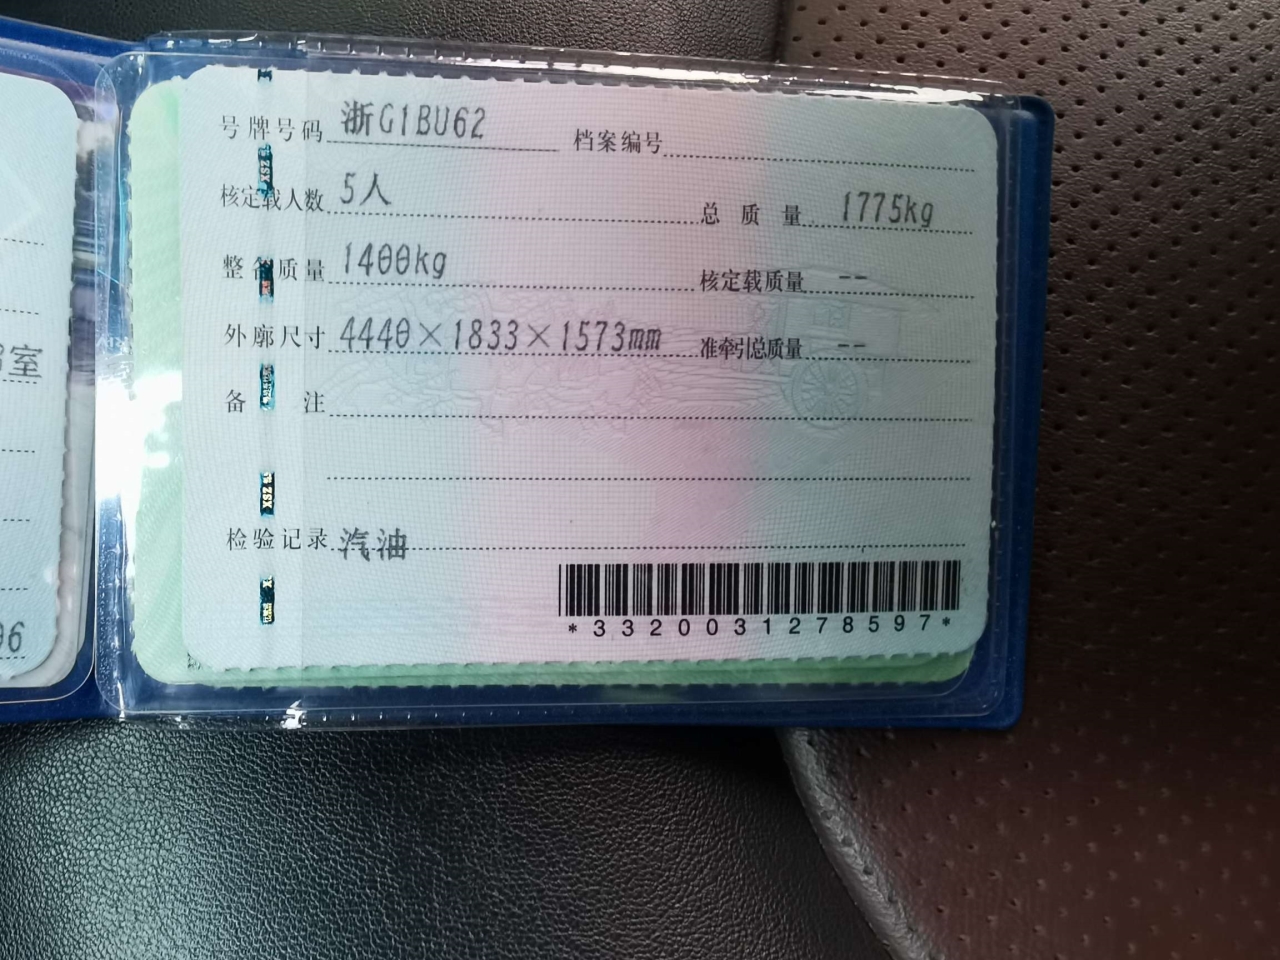 号牌号码 浙G1BU62 档案编号
核定载人数 5人 总质量 1775kg
整备质量 1400kg 核定载质量 --
外廓尺寸 4440×1833×1573mm 准牵引总质量 --
备注
检验记录 汽油
*3320031278597*
室
96